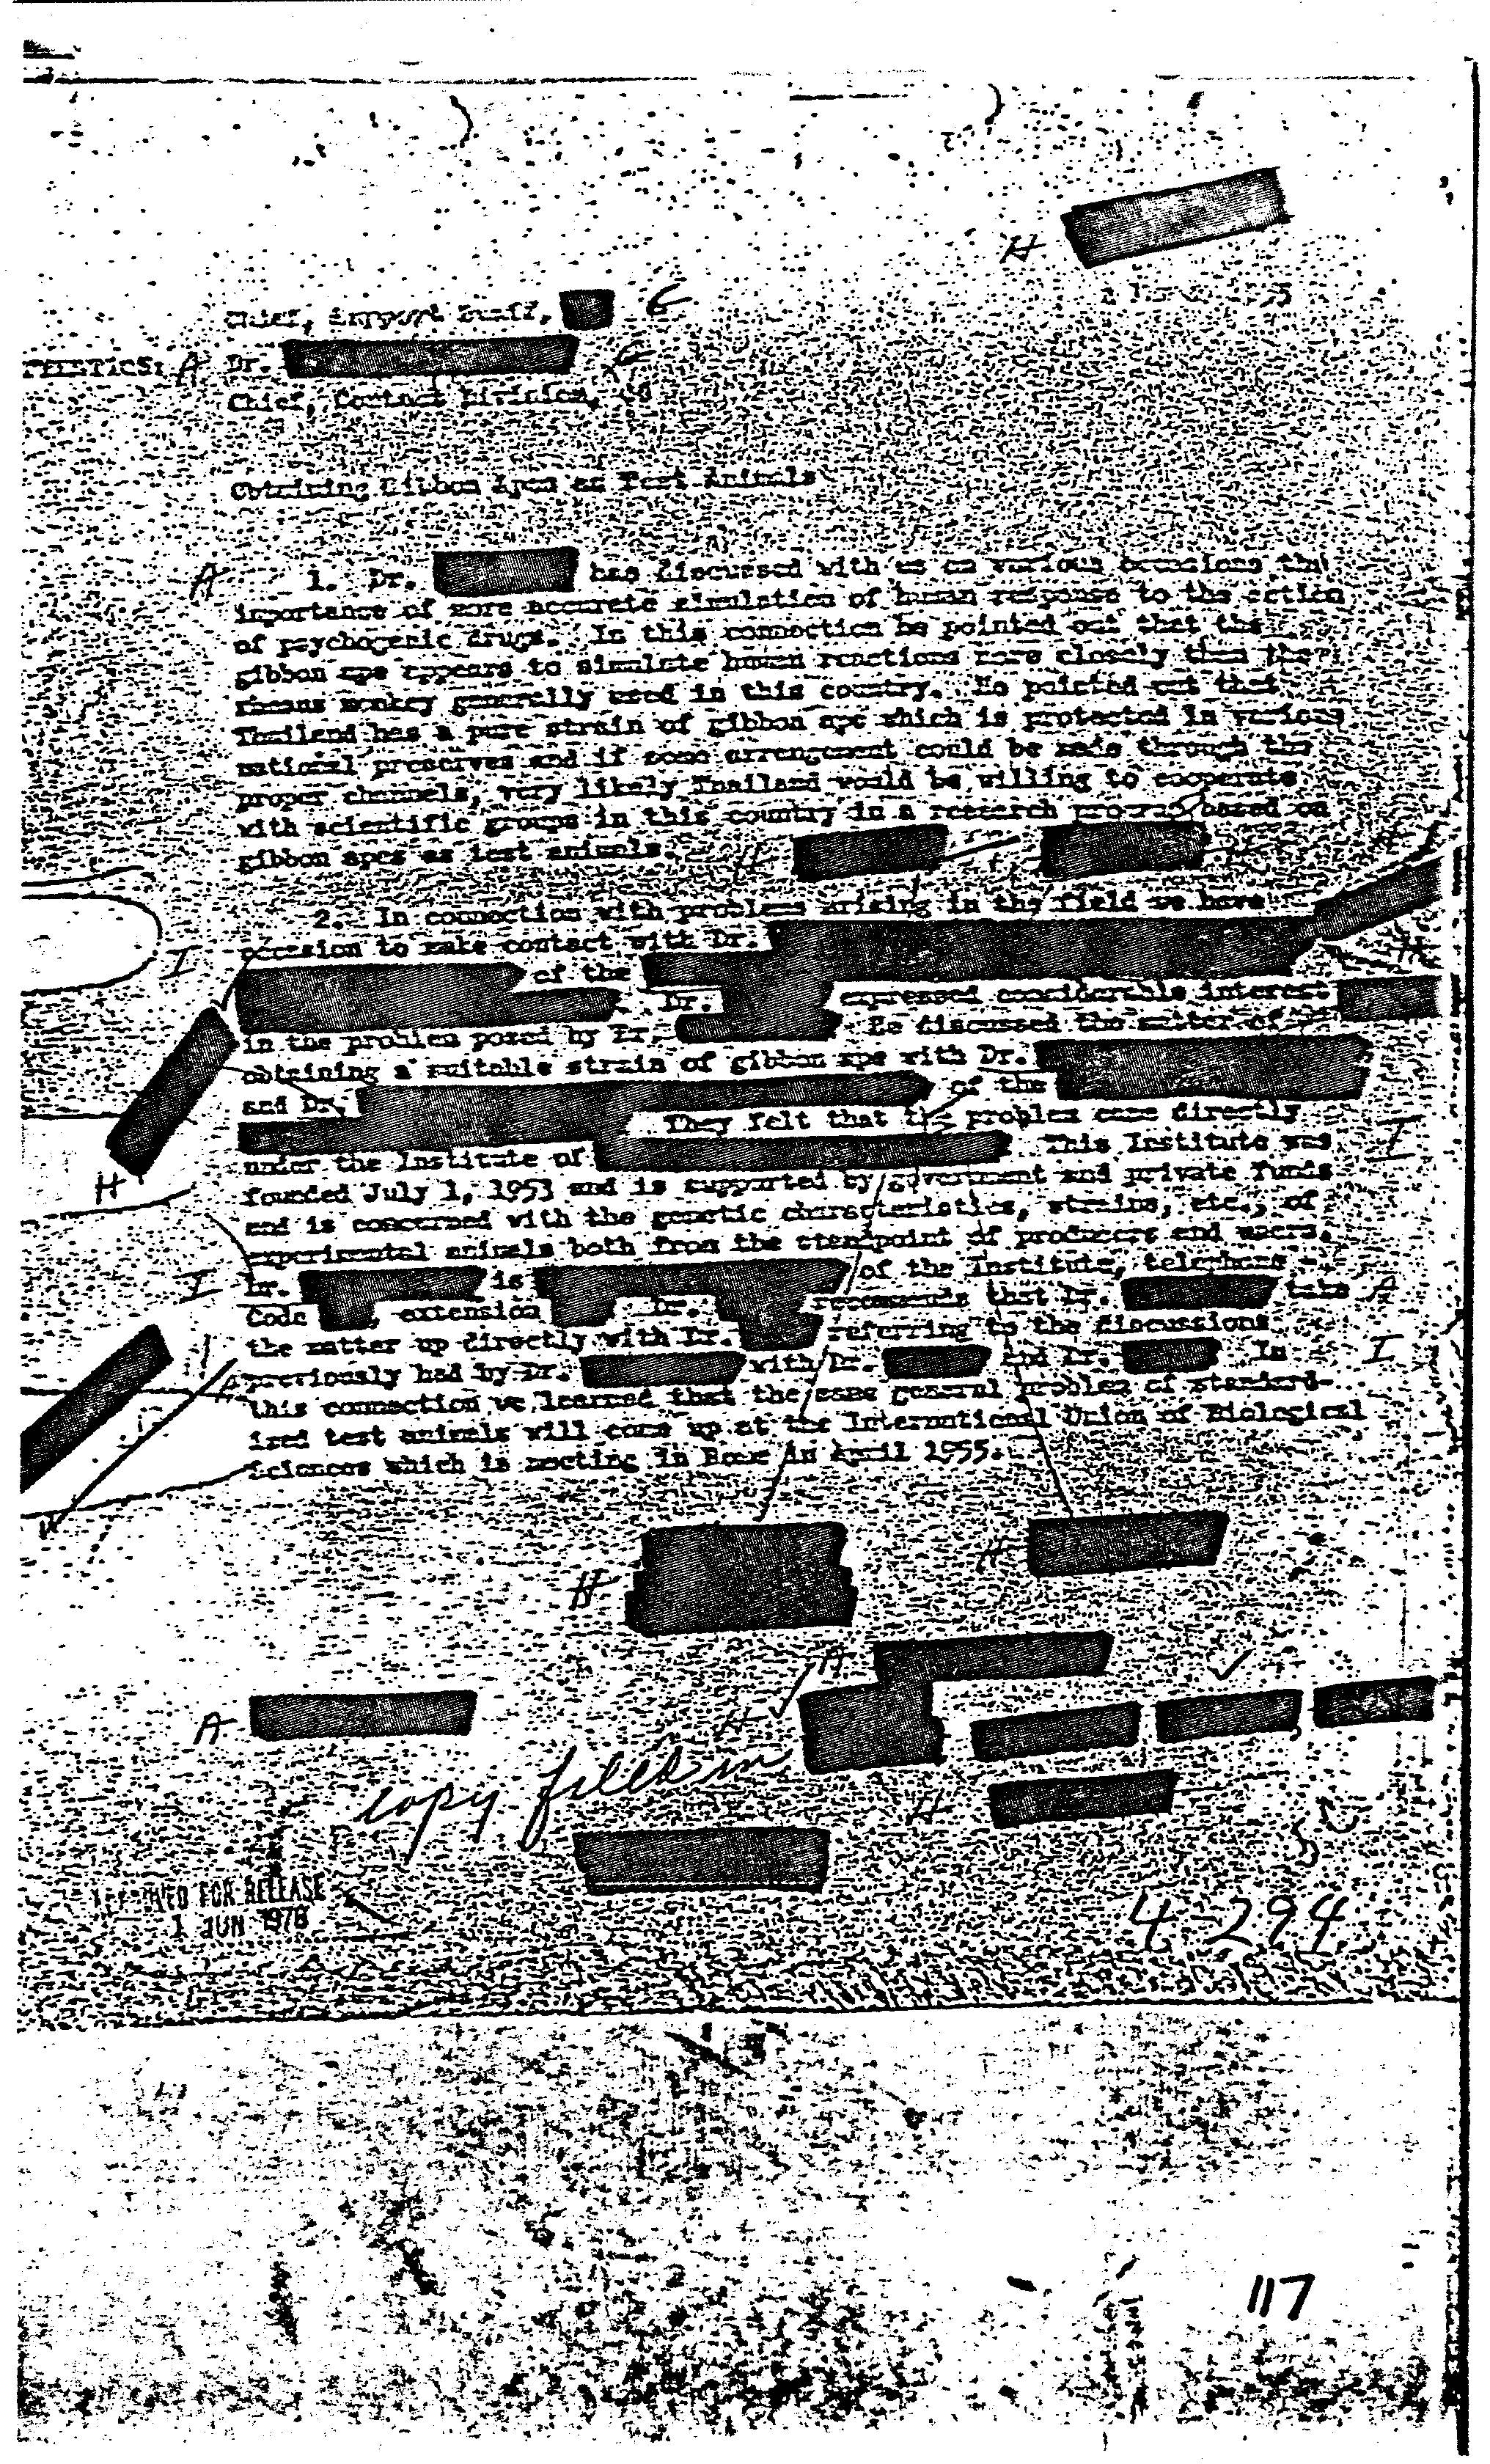 H
Chief, Support Staff, C
A Dr.
Chief, Contact Division, OO
Obtaining Gibbon Apes as Test Animals
A 1. Dr. has discussed with us on various occasions the
importance of more accurate simulation of human response to the action
of psychogenic drugs. In this connection he pointed out that the
gibbon ape appears to simulate human reactions more closely than the
rhesus monkey generally used in this country. He pointed out that
Thailand has a pure strain of gibbon ape which is protected in various
national preserves and if some arrangement could be made through the
proper channels, very likely Thailand would be willing to cooperate
with scientific groups in this country in a research program based on
gibbon apes as test animals. H
2. In connection with problems arising in the field we have
I occasion to make contact with Dr. H
of the
Dr. expressed considerable interest
in the problem posed by Dr. He discussed the matter of
obtaining a suitable strain of gibbon ape with Dr.
and Dr. of the
They felt that the problem came directly I
H under the Institute of This Institute was
founded July 1, 1953 and is supported by government and private funds
and is concerned with the genetic characteristics, strains, etc., of
experimental animals both from the standpoint of producers and users.
I Dr. is of the Institute, telephone
Code , extension Dr. recommends that Dr. take A
the matter up directly with Dr. referring to the discussions
A previously had by Dr. with Dr. and Dr. In I
this connection we learned that the same general problem of standard-
ized test animals will come up at the International Union of Biological
Sciences which is meeting in Rome in April 1955.
H
H H
A
A H
copy filed in
H
APPROVED FOR RELEASE
1 JUN 1978
4-294
117